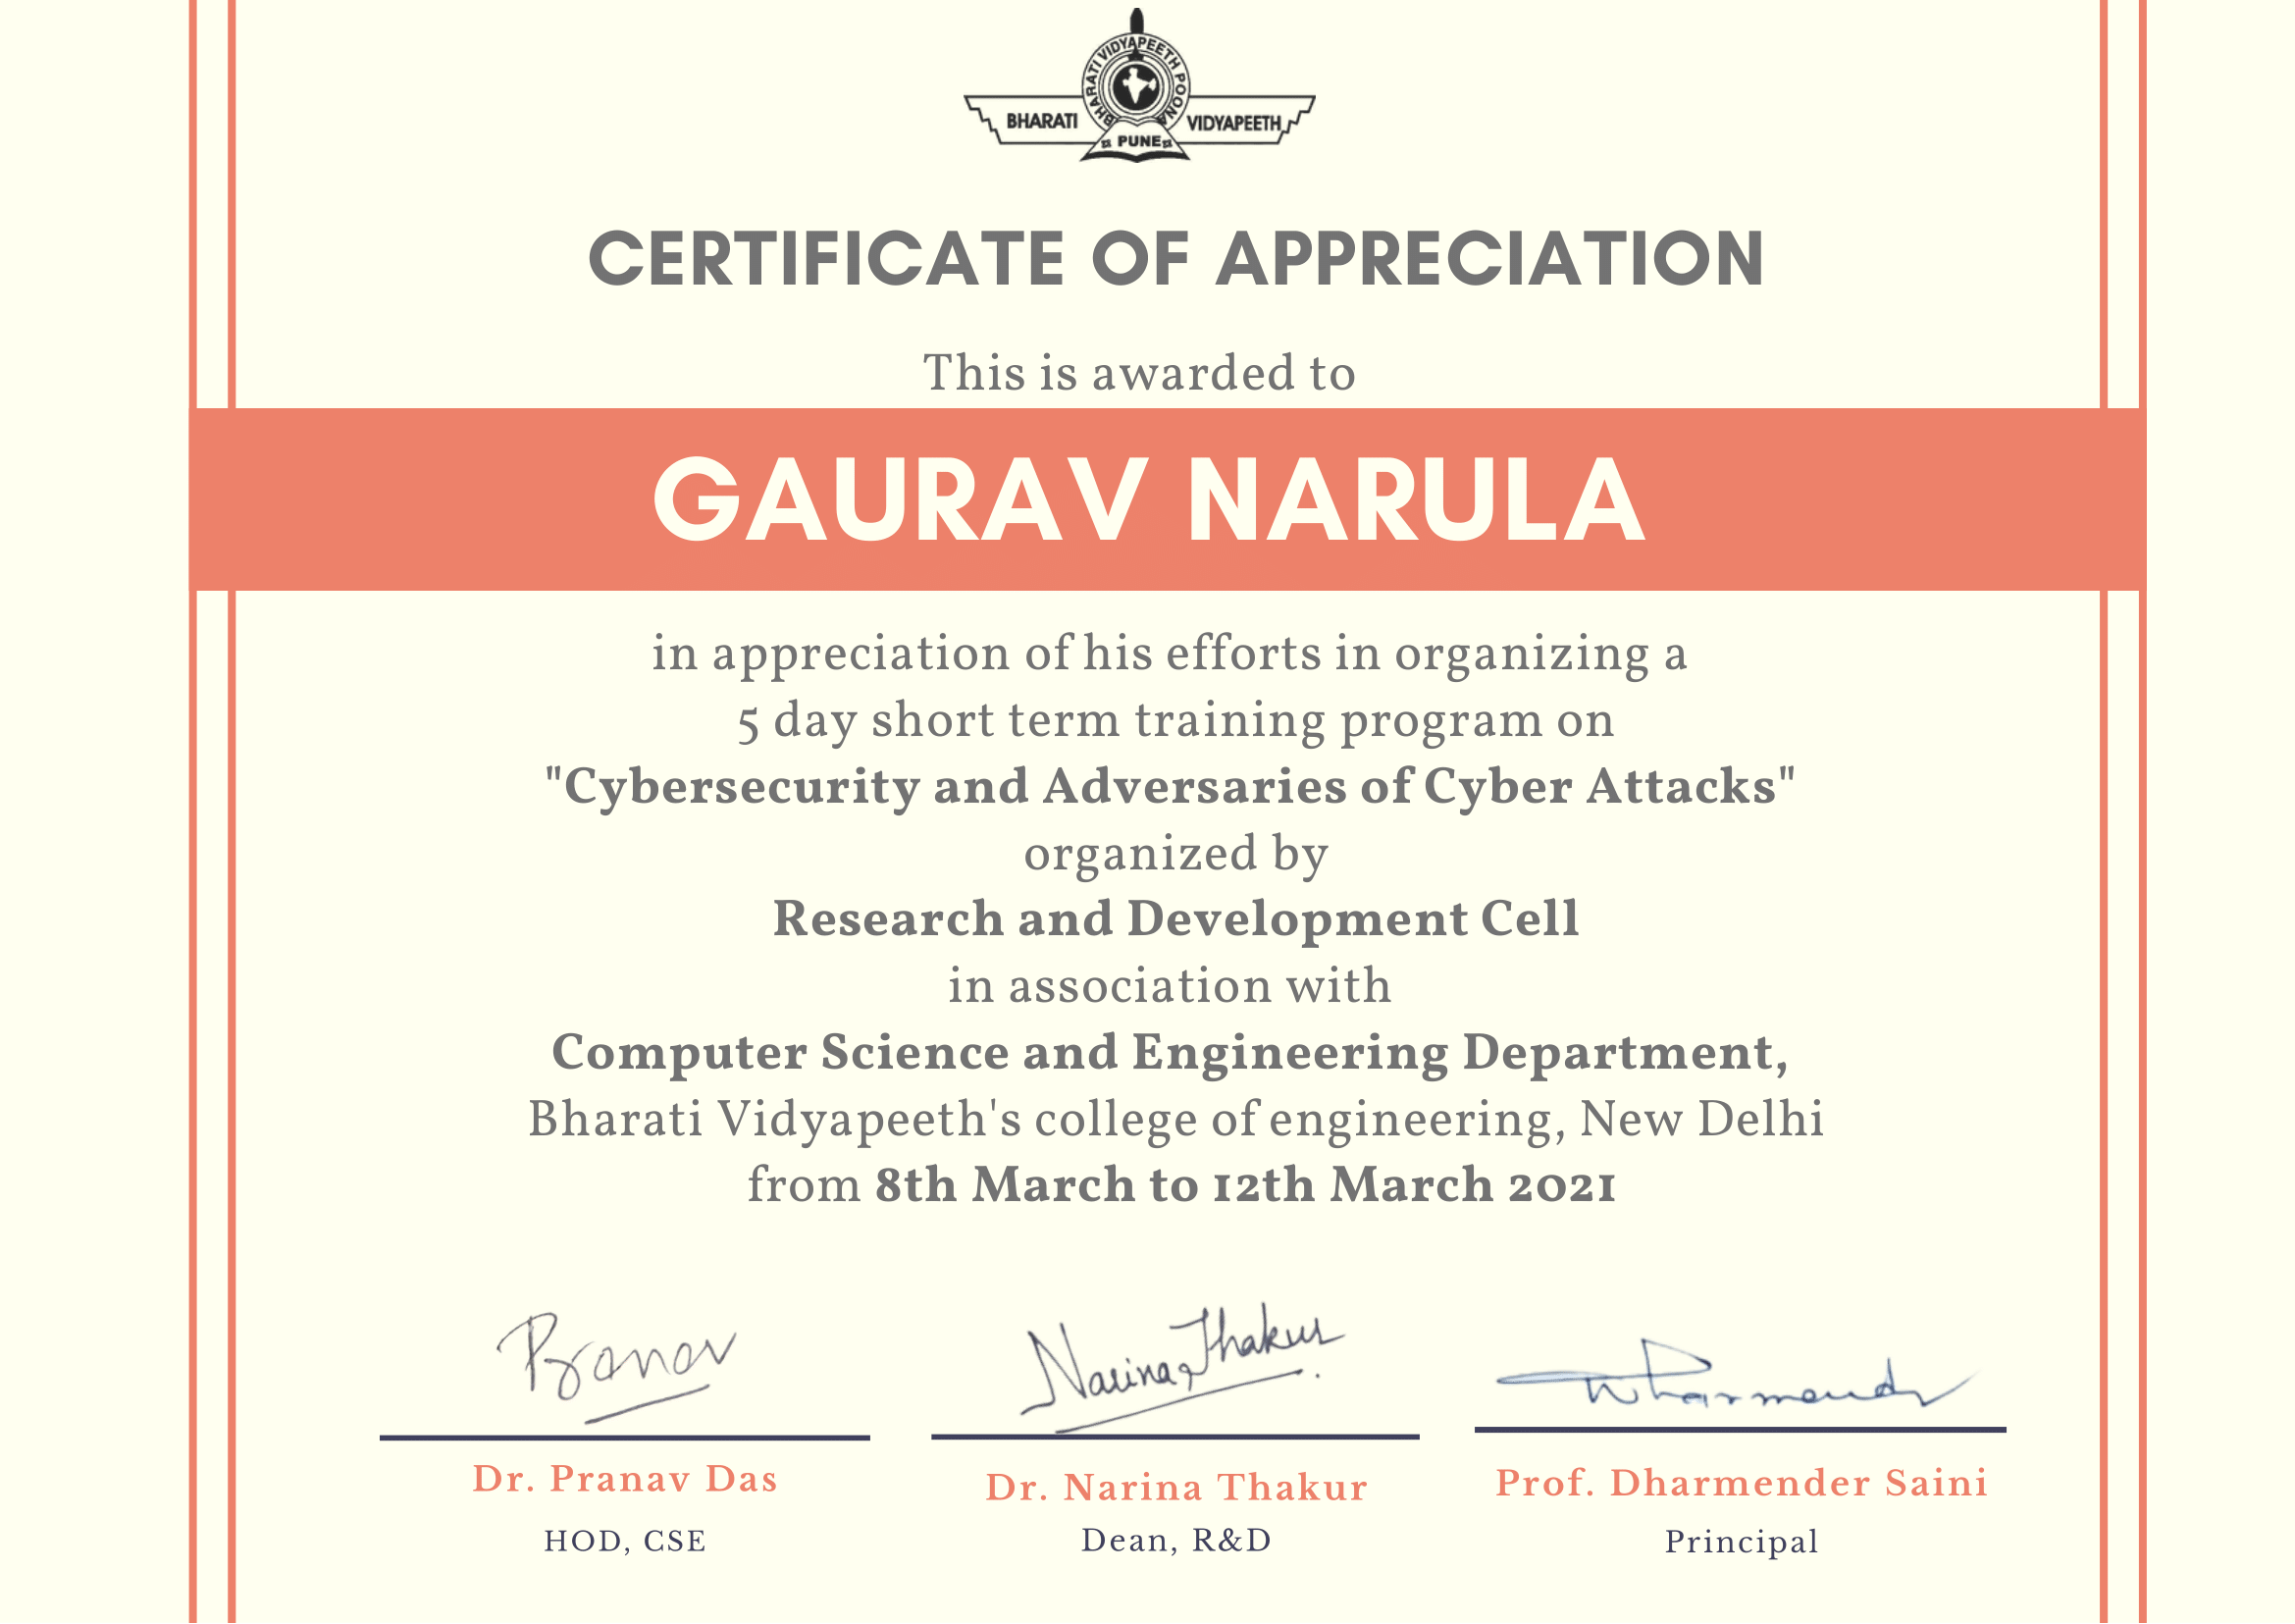 BHARATI VIDYAPEETH POONA
BHARATI VIDYAPEETH
PUNE
CERTIFICATE OF APPRECIATION
This is awarded to
GAURAV NARULA
in appreciation of his efforts in organizing a
5 day short term training program on
"Cybersecurity and Adversaries of Cyber Attacks"
organized by
Research and Development Cell
in association with
Computer Science and Engineering Department,
Bharati Vidyapeeth's college of engineering, New Delhi
from 8th March to 12th March 2021
Pranav
Narina Thakur
Dr. Pranav Das
Dr. Narina Thakur
Prof. Dharmender Saini
HOD, CSE
Dean, R&D
Principal